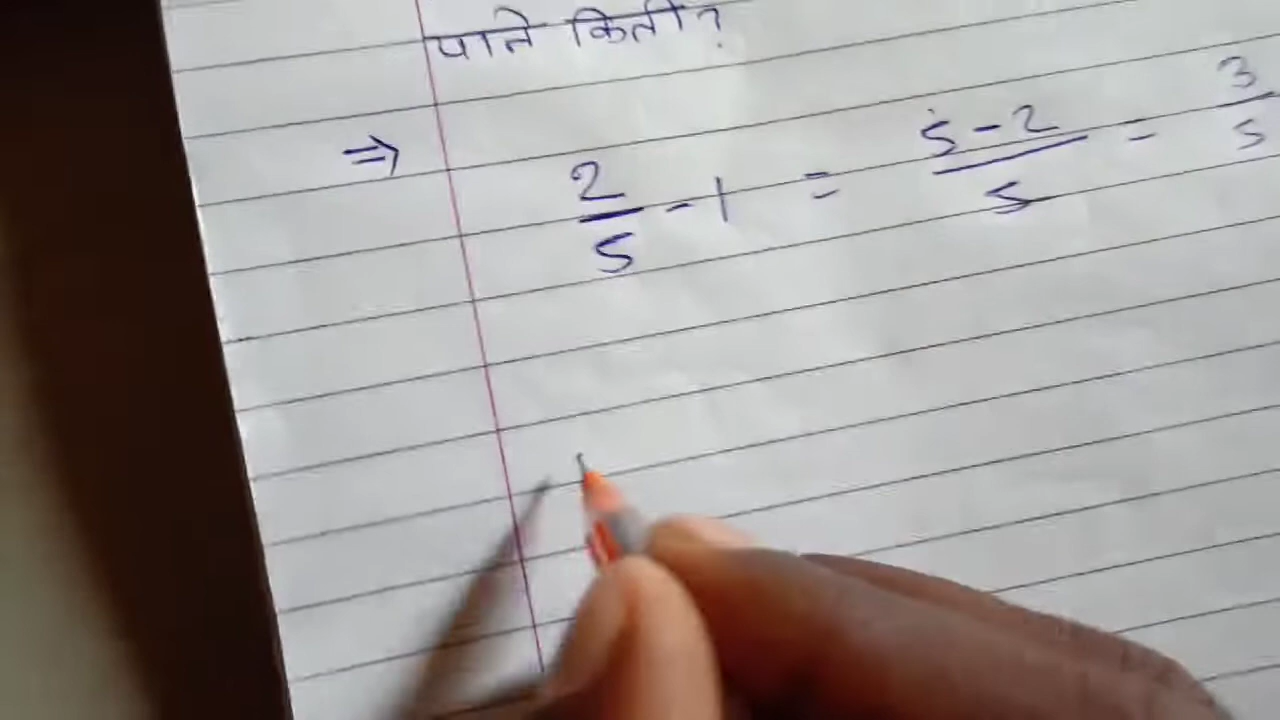 पाने किती?
⇒ 2/5 - 1 = 5-2/5 = 3/5